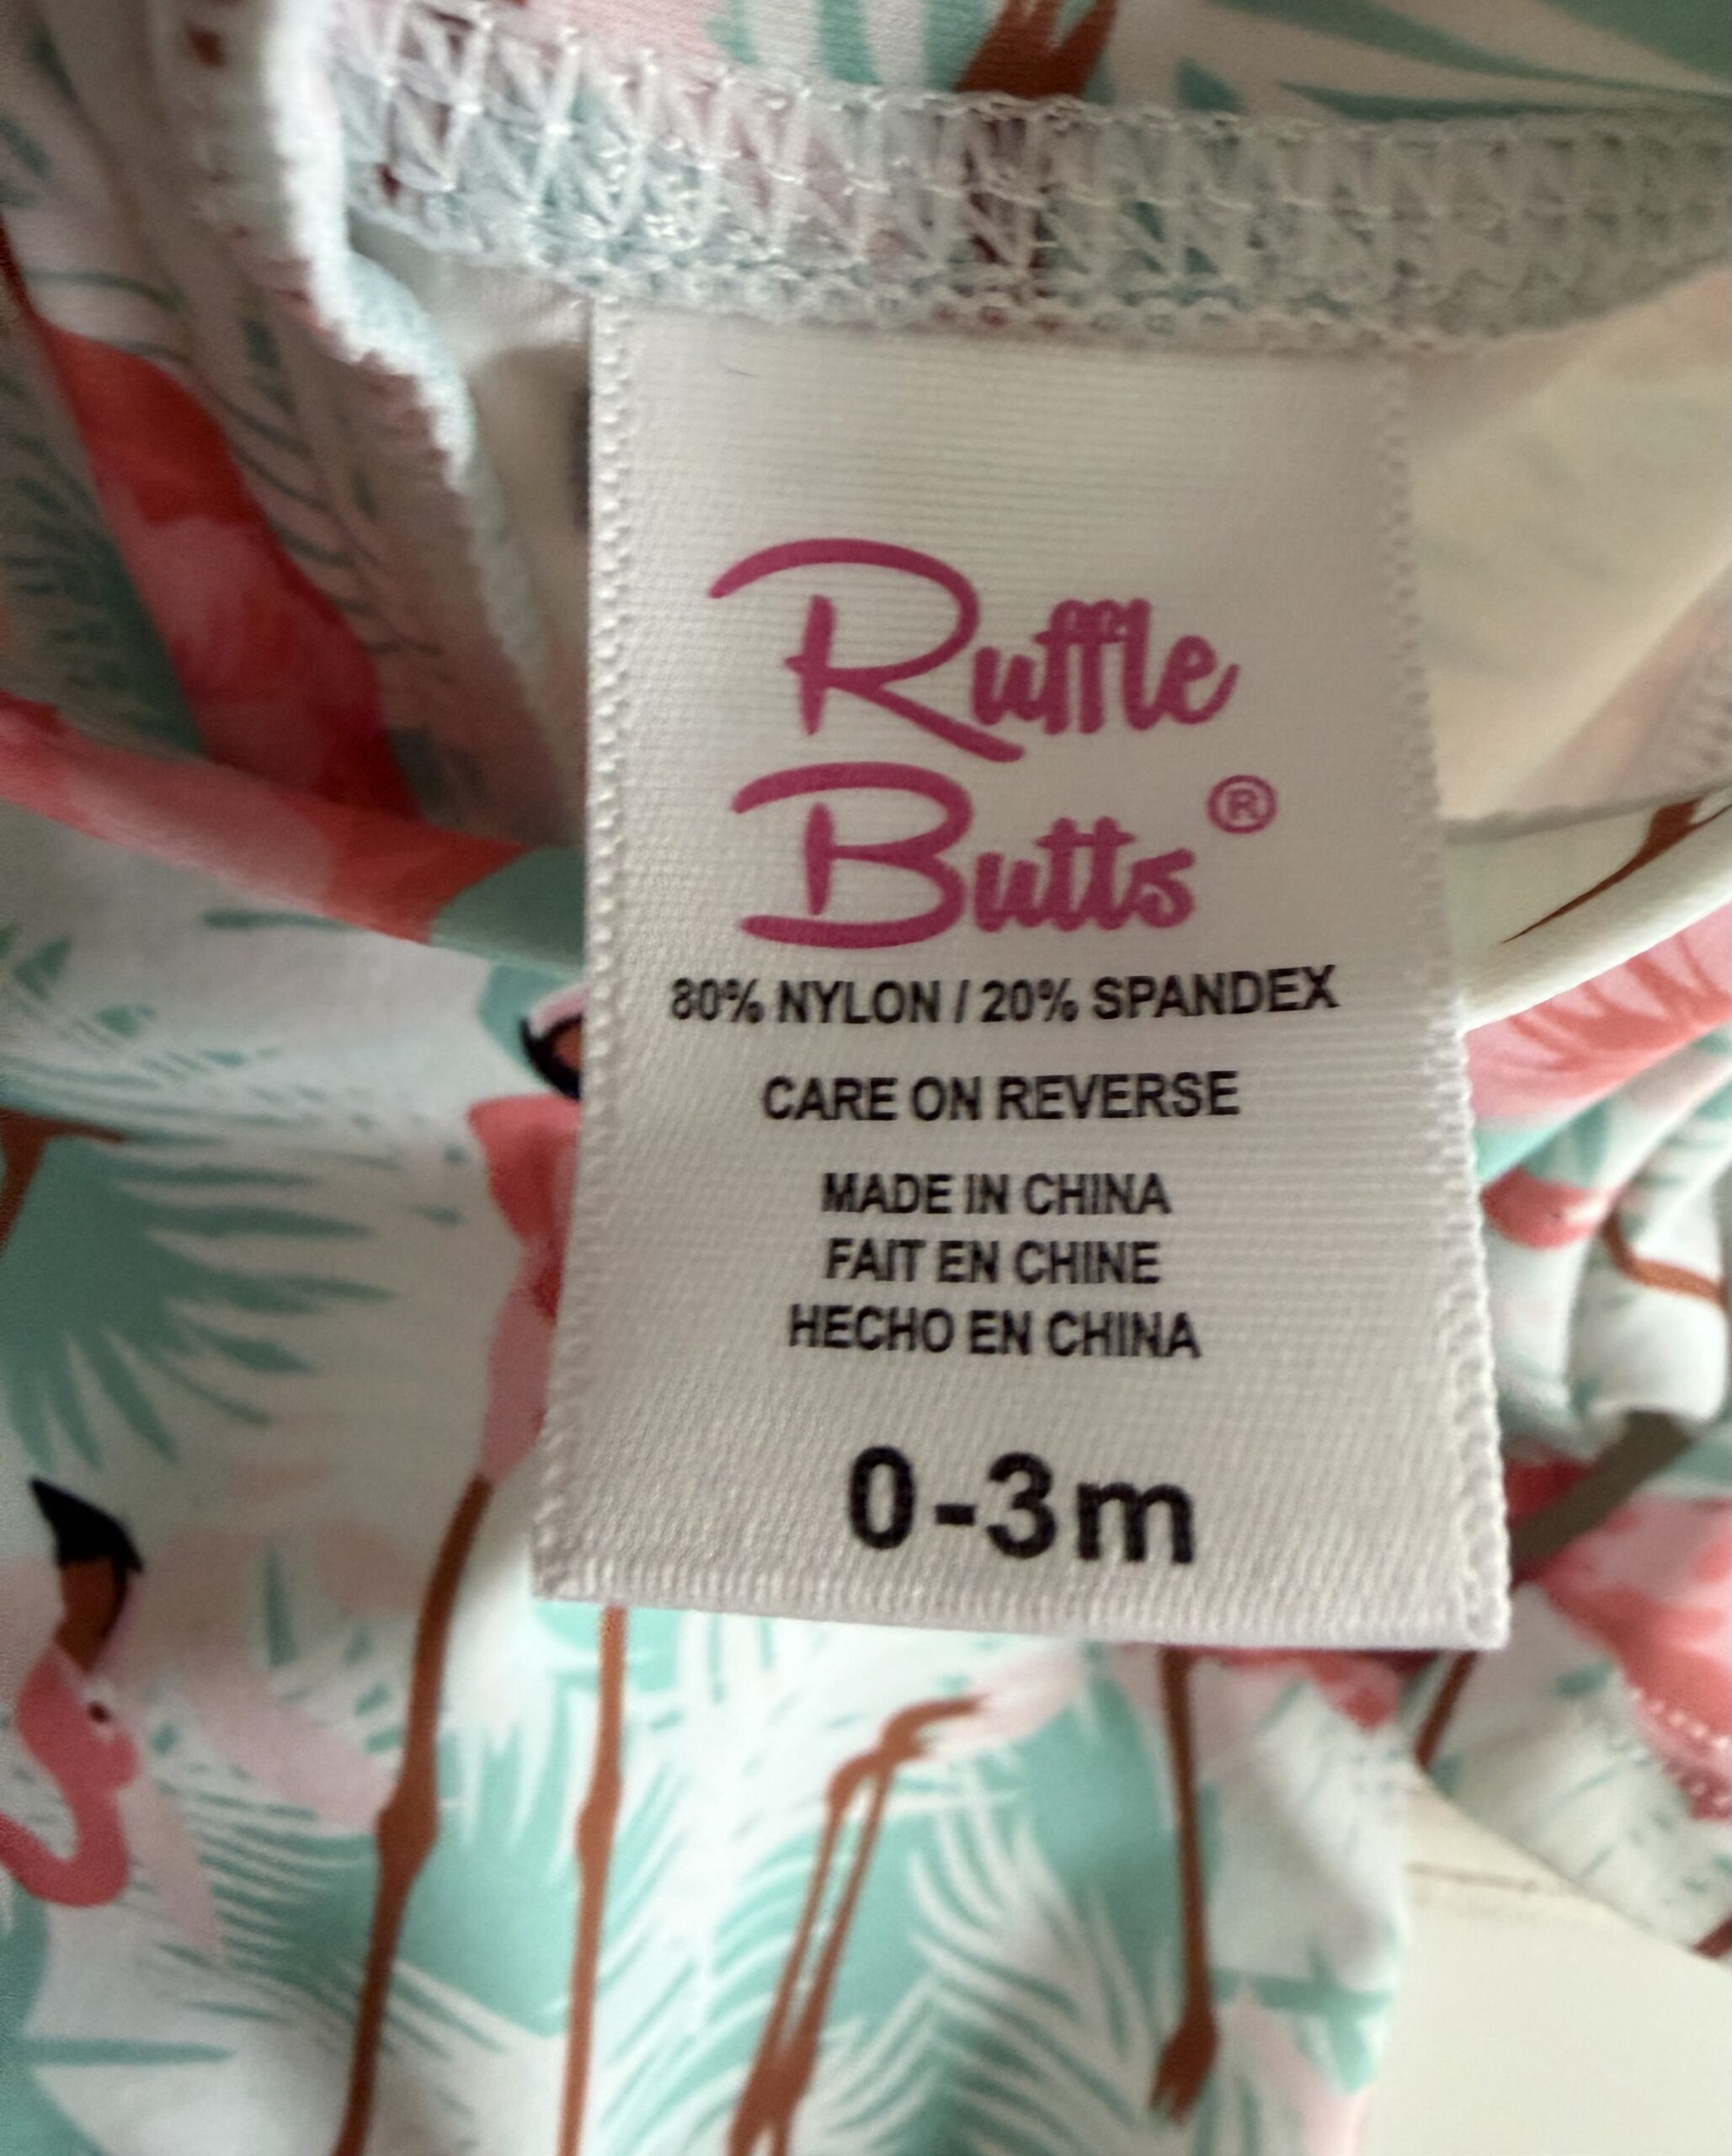 Ruffle
Butts®
80% NYLON / 20% SPANDEX
CARE ON REVERSE
MADE IN CHINA
FAIT EN CHINE
HECHO EN CHINA
0-3m